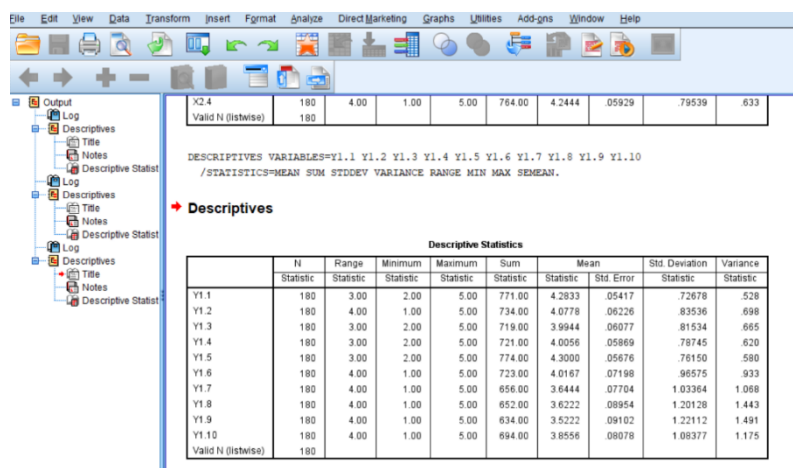 File Edit View Data Transform Insert Format Analyze Direct Marketing Graphs Utilities Add-ons Window Help
Output
Log
Descriptives
Title
Notes
Descriptive Statist
Log
Descriptives
Title
Notes
Descriptive Statist
Log
Descriptives
Title
Notes
Descriptive Statist
X2.4 180 4.00 1.00 5.00 764.00 4.2444 .05929 .79539 .633
Valid N (listwise) 180
DESCRIPTIVES VARIABLES=Y1.1 Y1.2 Y1.3 Y1.4 Y1.5 Y1.6 Y1.7 Y1.8 Y1.9 Y1.10
/STATISTICS=MEAN SUM STDDEV VARIANCE RANGE MIN MAX SEMEAN.
Descriptives
Descriptive Statistics
N Range Minimum Maximum Sum Mean Std. Deviation Variance
Statistic Statistic Statistic Statistic Statistic Statistic Std. Error Statistic Statistic
Y1.1 180 3.00 2.00 5.00 771.00 4.2833 .05417 .72678 .528
Y1.2 180 4.00 1.00 5.00 734.00 4.0778 .06226 .83536 .698
Y1.3 180 3.00 2.00 5.00 719.00 3.9944 .06077 .81534 .665
Y1.4 180 3.00 2.00 5.00 721.00 4.0056 .05869 .78745 .620
Y1.5 180 3.00 2.00 5.00 774.00 4.3000 .05676 .76150 .580
Y1.6 180 4.00 1.00 5.00 723.00 4.0167 .07198 .96575 .933
Y1.7 180 4.00 1.00 5.00 656.00 3.6444 .07704 1.03364 1.068
Y1.8 180 4.00 1.00 5.00 652.00 3.6222 .08954 1.20128 1.443
Y1.9 180 4.00 1.00 5.00 634.00 3.5222 .09102 1.22112 1.491
Y1.10 180 4.00 1.00 5.00 694.00 3.8556 .08078 1.08377 1.175
Valid N (listwise) 180